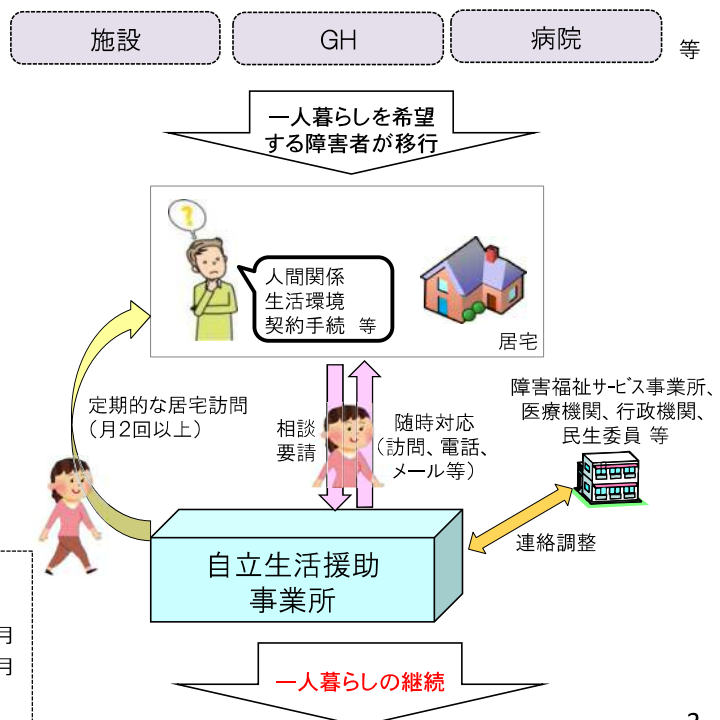 施設
GH
病院
等
一人暮らしを希望
する障害者が移行
?
人間関係
生活環境
契約手続 等
居宅
定期的な居宅訪問
(月2回以上)
相談
要請
随時対応
(訪問、電話、
メール等)
障害福祉サービス事業所、
医療機関、行政機関、
民生委員 等
連絡調整
自立生活援助
事業所
月
月
一人暮らしの継続